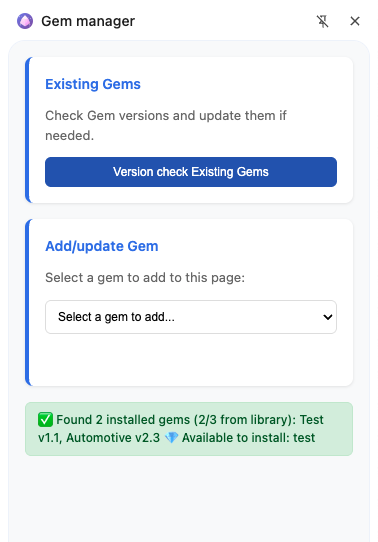 Gem manager
Existing Gems
Check Gem versions and update them if
needed.
Version check Existing Gems
Add/update Gem
Select a gem to add to this page:
Select a gem to add...
✅ Found 2 installed gems (2/3 from library): Test
v1.1, Automotive v2.3 💎 Available to install: test